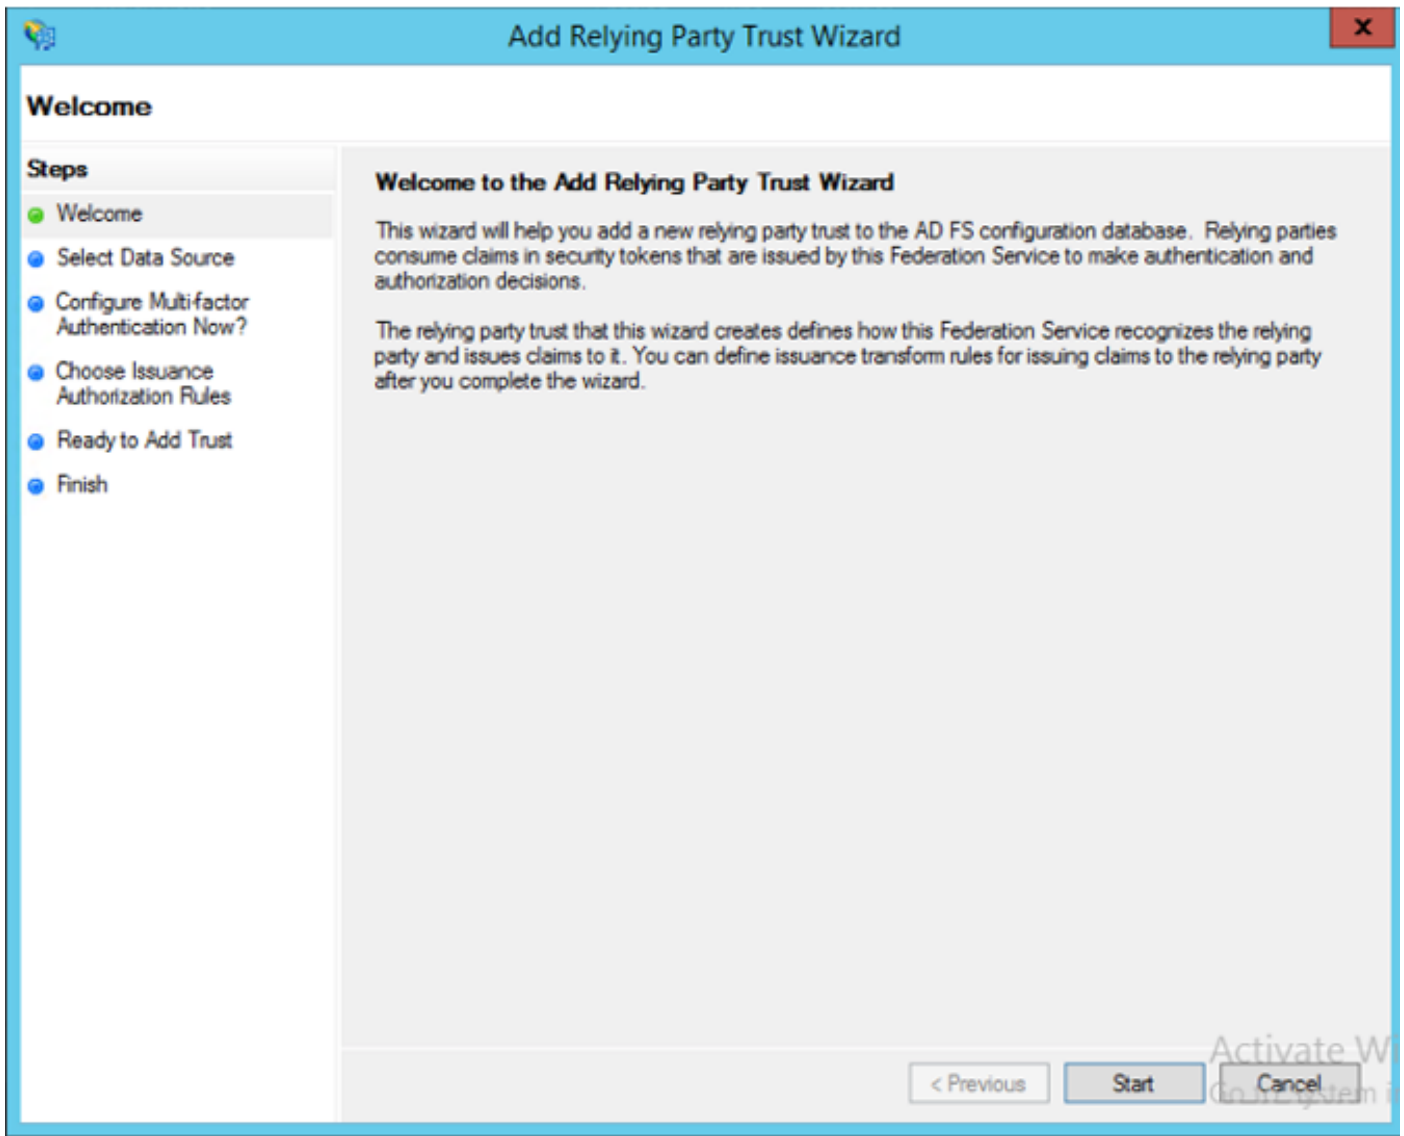 Add Relying Party Trust Wizard
X
Welcome
Steps
Welcome
Select Data Source
Configure Multi-factor
Authentication Now?
Choose Issuance
Authorization Rules
Ready to Add Trust
Finish
Welcome to the Add Relying Party Trust Wizard
This wizard will help you add a new relying party trust to the AD FS configuration database. Relying parties
consume claims in security tokens that are issued by this Federation Service to make authentication and
authorization decisions.
The relying party trust that this wizard creates defines how this Federation Service recognizes the relying
party and issues claims to it. You can define issuance transform rules for issuing claims to the relying party
after you complete the wizard.
Activate W
< Previous
Start
Cancel